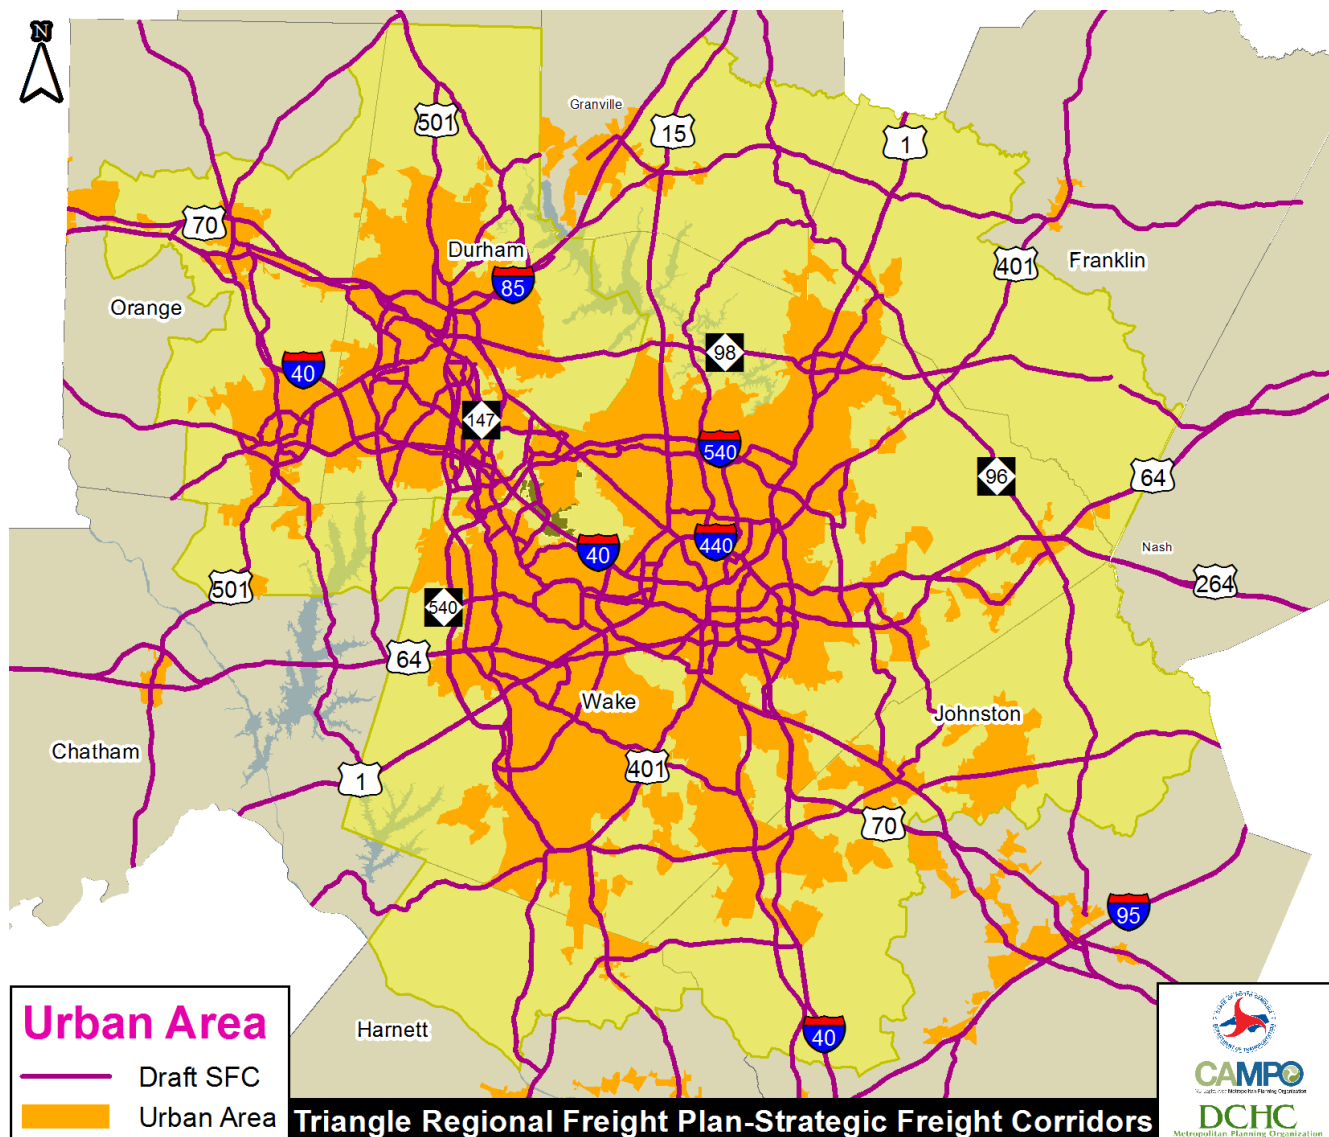 N
Granville
501
15
1
70
Durham
401
Franklin
85
Orange
98
40
147
540
96
64
40
440
Nash
501
540
264
64
Wake
Johnston
Chatham
401
1
70
95
Urban Area
Harnett
40
Draft SFC
CAMPO
Urban Area
Triangle Regional Freight Plan-Strategic Freight Corridors
DCHC
Metropolitan Planning Organization